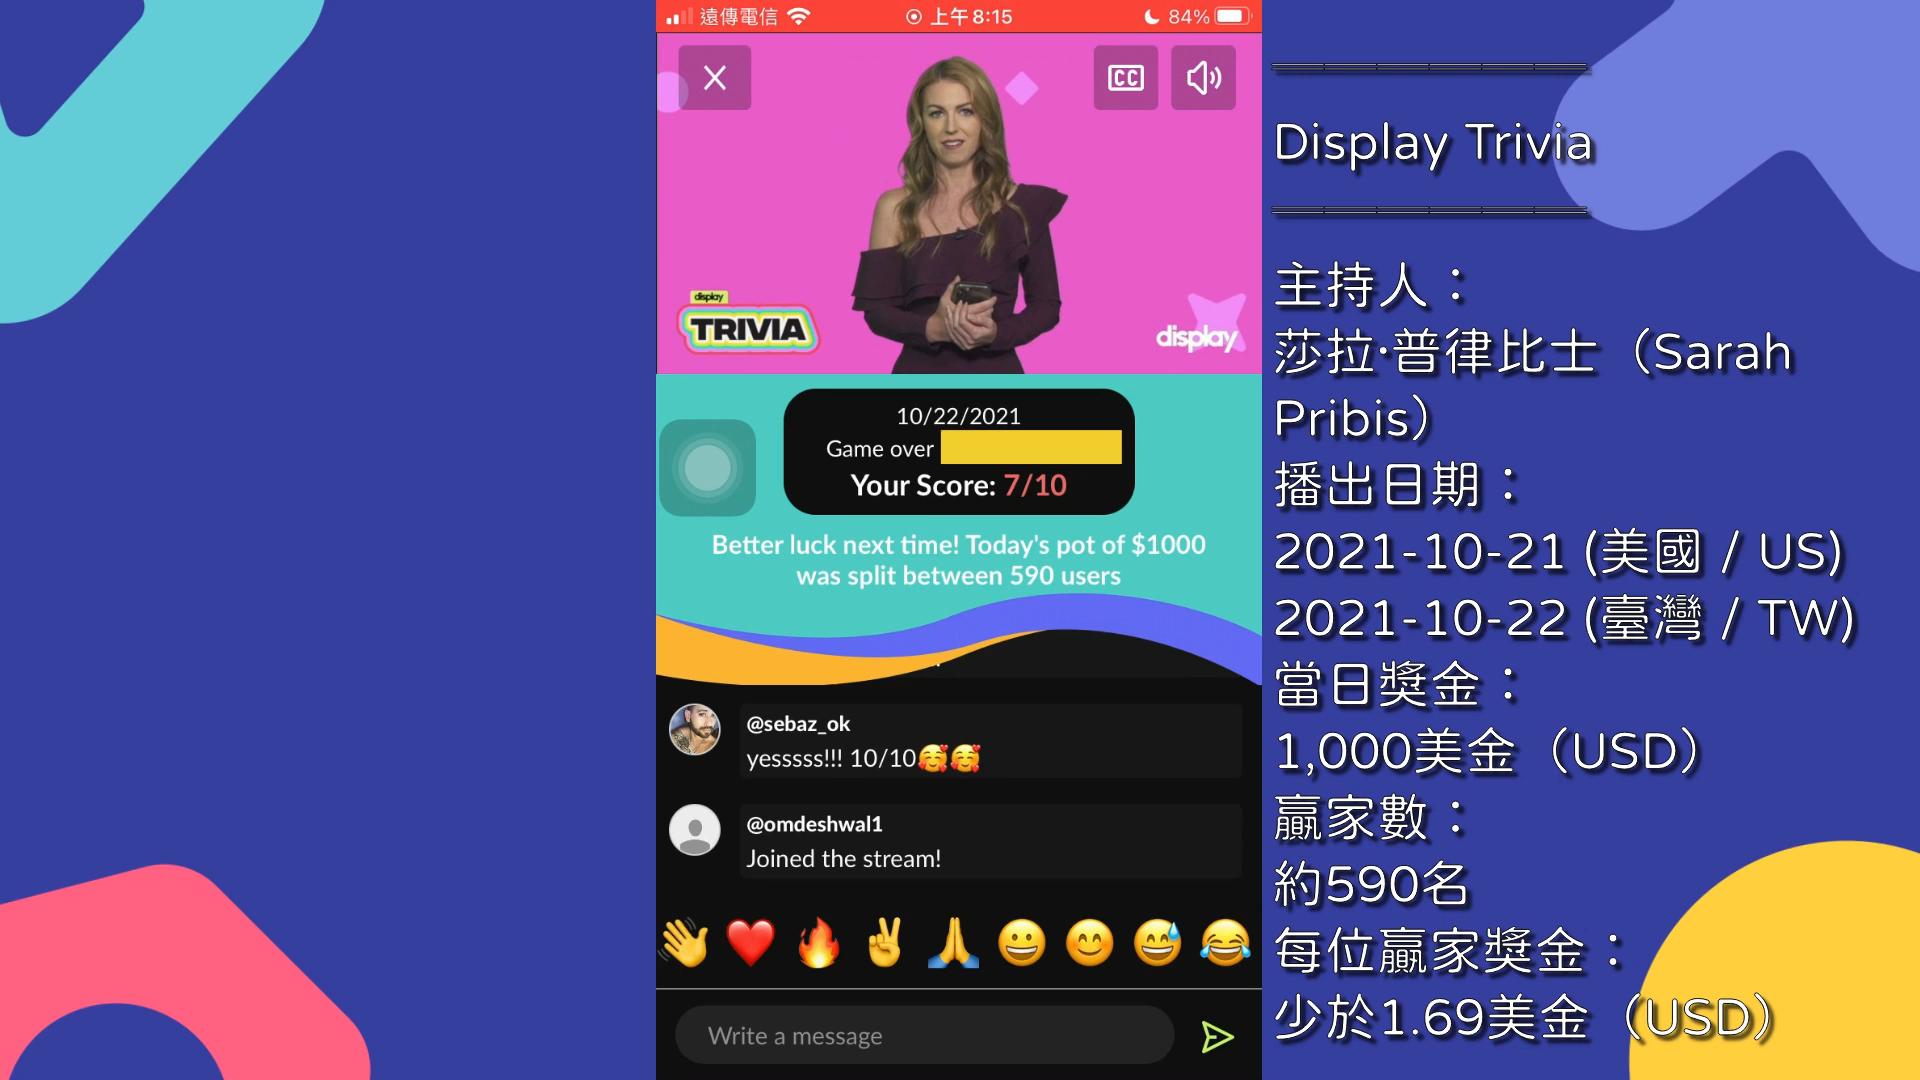 遠傳電信
上午8:15
84%
CC
display
TRIVIA
display
10/22/2021
Game over
Your Score: 7/10
Better luck next time! Today's pot of $1000
was split between 590 users
@sebaz_ok
yesssss!!! 10/10🥰🥰
@omdeshwal1
Joined the stream!
Write a message
Display Trivia
主持人：
莎拉·普律比士（Sarah
Pribis）
播出日期：
2021-10-21 (美國 / US)
2021-10-22 (臺灣 / TW)
當日獎金：
1,000美金（USD）
贏家數：
約590名
每位贏家獎金：
少於1.69美金（USD）